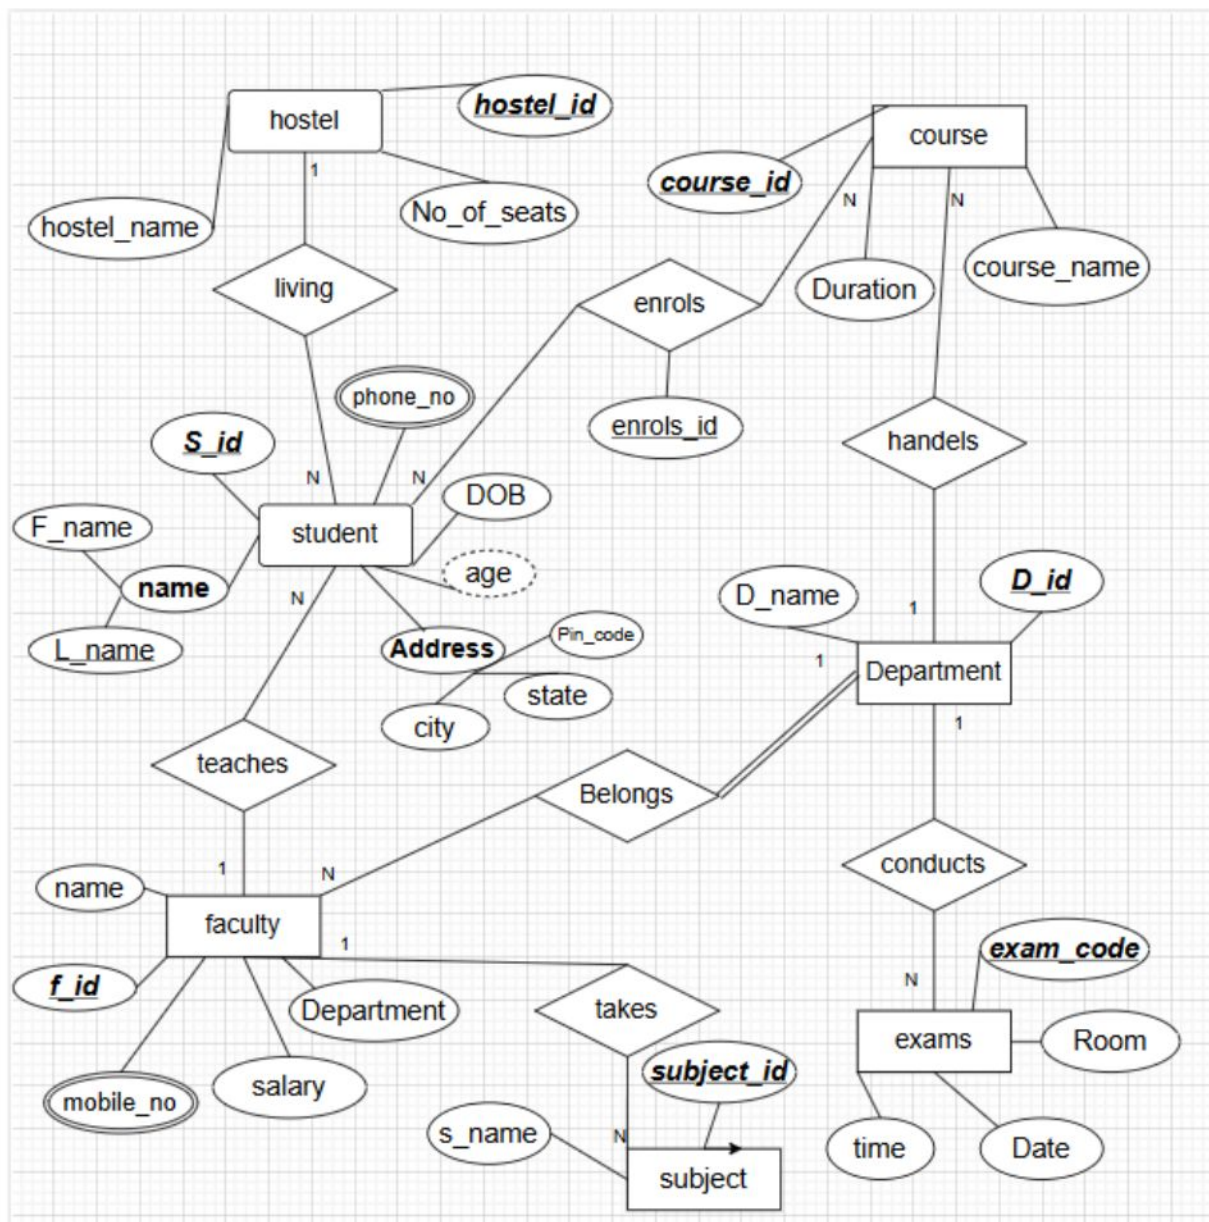 hostel
hostel_id
course
course_id
hostel_name
No_of_seats
1
N
N
course_name
living
enrols
Duration
phone_no
enrols_id
handels
S_id
N
N
DOB
F_name
student
age
name
N
D_name
D_id
1
L_name
Address
Pin_code
1
Department
state
city
1
teaches
Belongs
1
N
conducts
name
faculty
1
exam_code
f_id
Department
N
takes
exams
Room
mobile_no
salary
subject_id
s_name
N
time
Date
subject